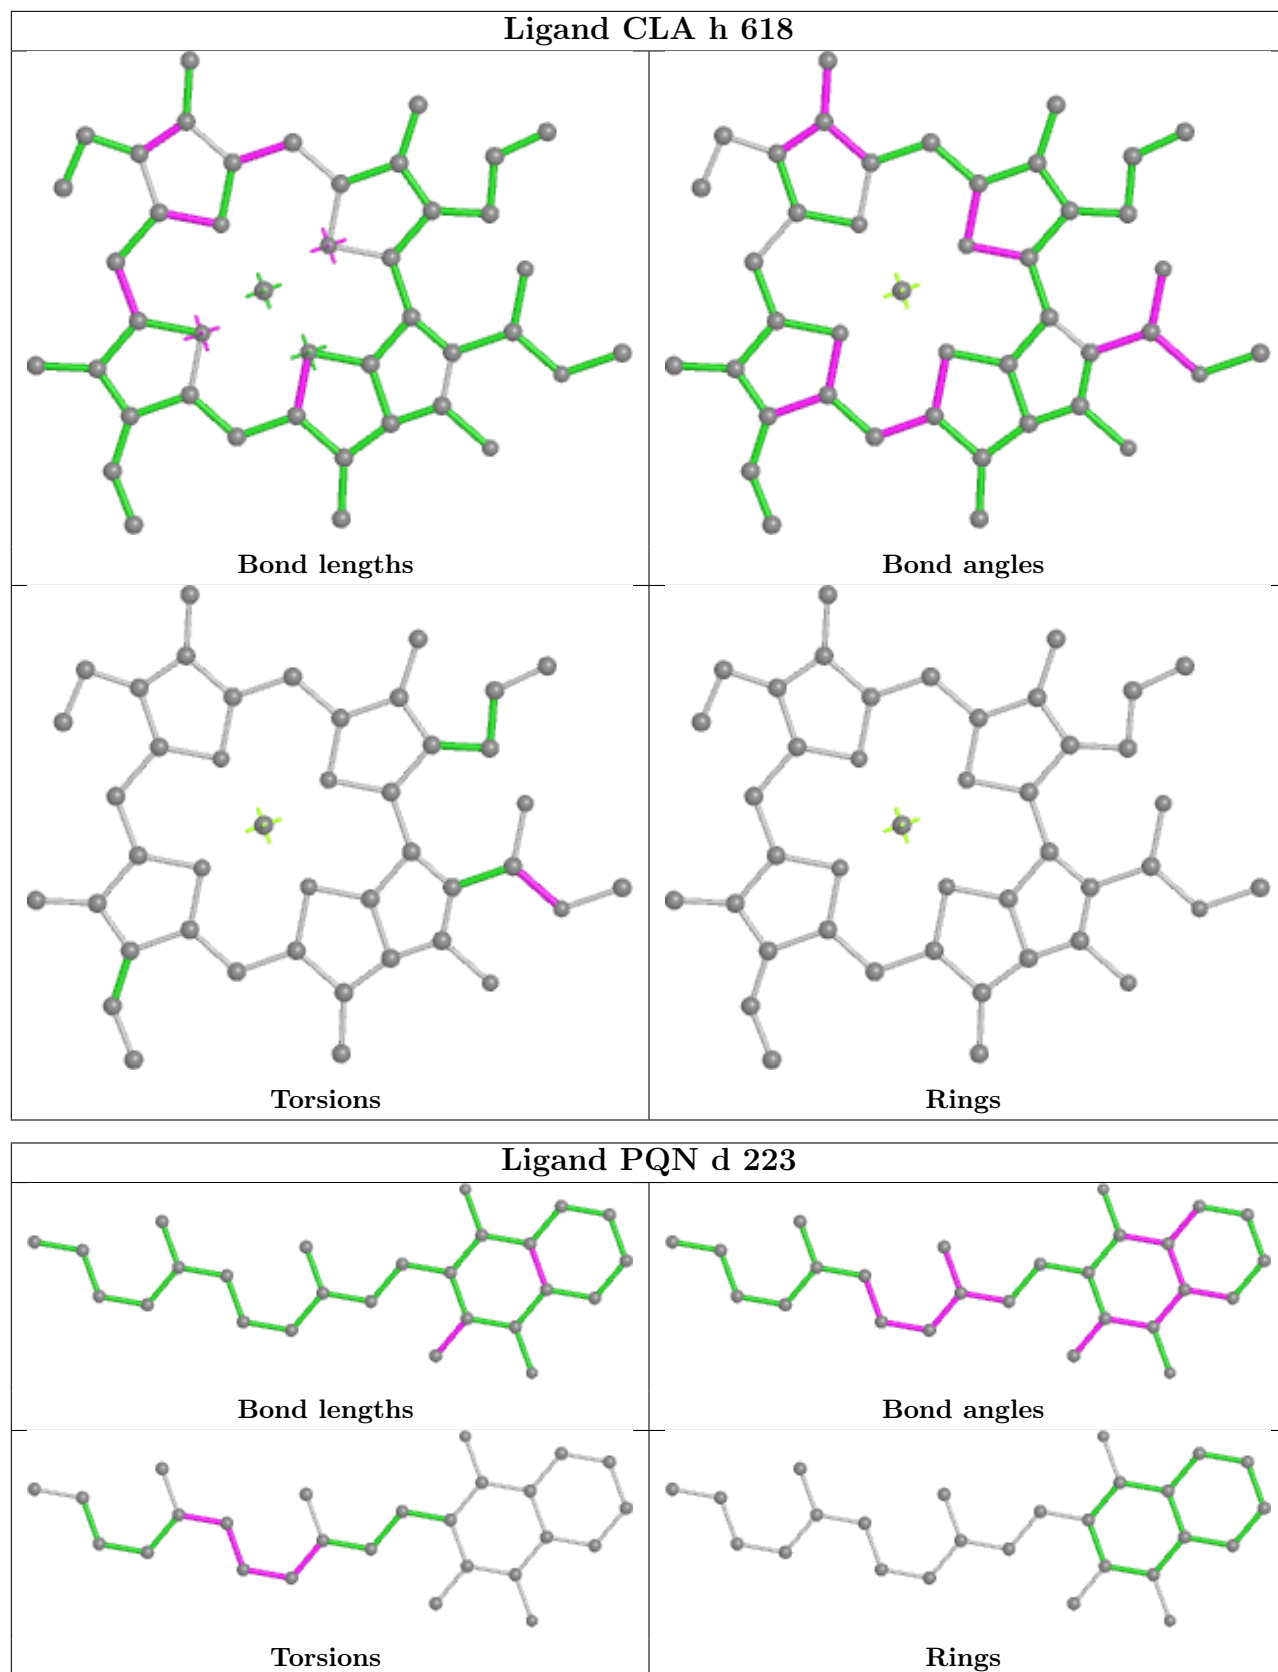 Ligand CLA h 618
Bond lengths
Bond angles
Torsions
Rings
Ligand PQN d 223
Bond lengths
Bond angles
Torsions
Rings